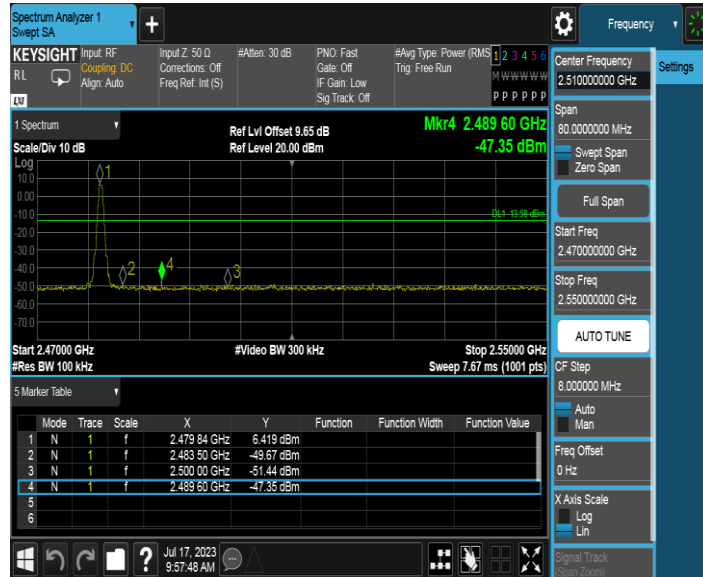 Spectrum Analyzer 1
Swept SA
+
Frequency
KEYSIGHT
RL
LXI
Input: RF
Coupling: DC
Align: Auto
Input Z: 50 Ω
Corrections: Off
Freq Ref: Int (S)
#Atten: 30 dB
PNO: Fast
Gate: Off
IF Gain: Low
Sig Track: Off
#Avg Type: Power (RMS
Trig: Free Run
1 2 3 4 5 6
M W W W W W
P P P P P P
1 Spectrum
Scale/Div 10 dB
Ref Lvl Offset 9.65 dB
Ref Level 20.00 dBm
Mkr4 2.489 60 GHz
-47.35 dBm
Log
10.0
0.00
-10.0
-20.0
-30.0
-40.0
-50.0
-60.0
-70.0
1
2
4
3
DL1 -13.58 dBm
Start 2.47000 GHz
#Res BW 100 kHz
#Video BW 300 kHz
Stop 2.55000 GHz
Sweep 7.67 ms (1001 pts)
5 Marker Table
Mode Trace Scale X Y Function Function Width Function Value
1 N 1 f 2.479 84 GHz 6.419 dBm
2 N 1 f 2.483 50 GHz -49.67 dBm
3 N 1 f 2.500 00 GHz -51.44 dBm
4 N 1 f 2.489 60 GHz -47.35 dBm
5
6
?
Jul 17, 2023
9:57:48 AM
Center Frequency
2.510000000 GHz
Settings
Span
80.0000000 MHz
Swept Span
Zero Span
Full Span
Start Freq
2.470000000 GHz
Stop Freq
2.550000000 GHz
AUTO TUNE
CF Step
8.000000 MHz
Auto
Man
Freq Offset
0 Hz
X Axis Scale
Log
Lin
Signal Track
(Span Zoom)